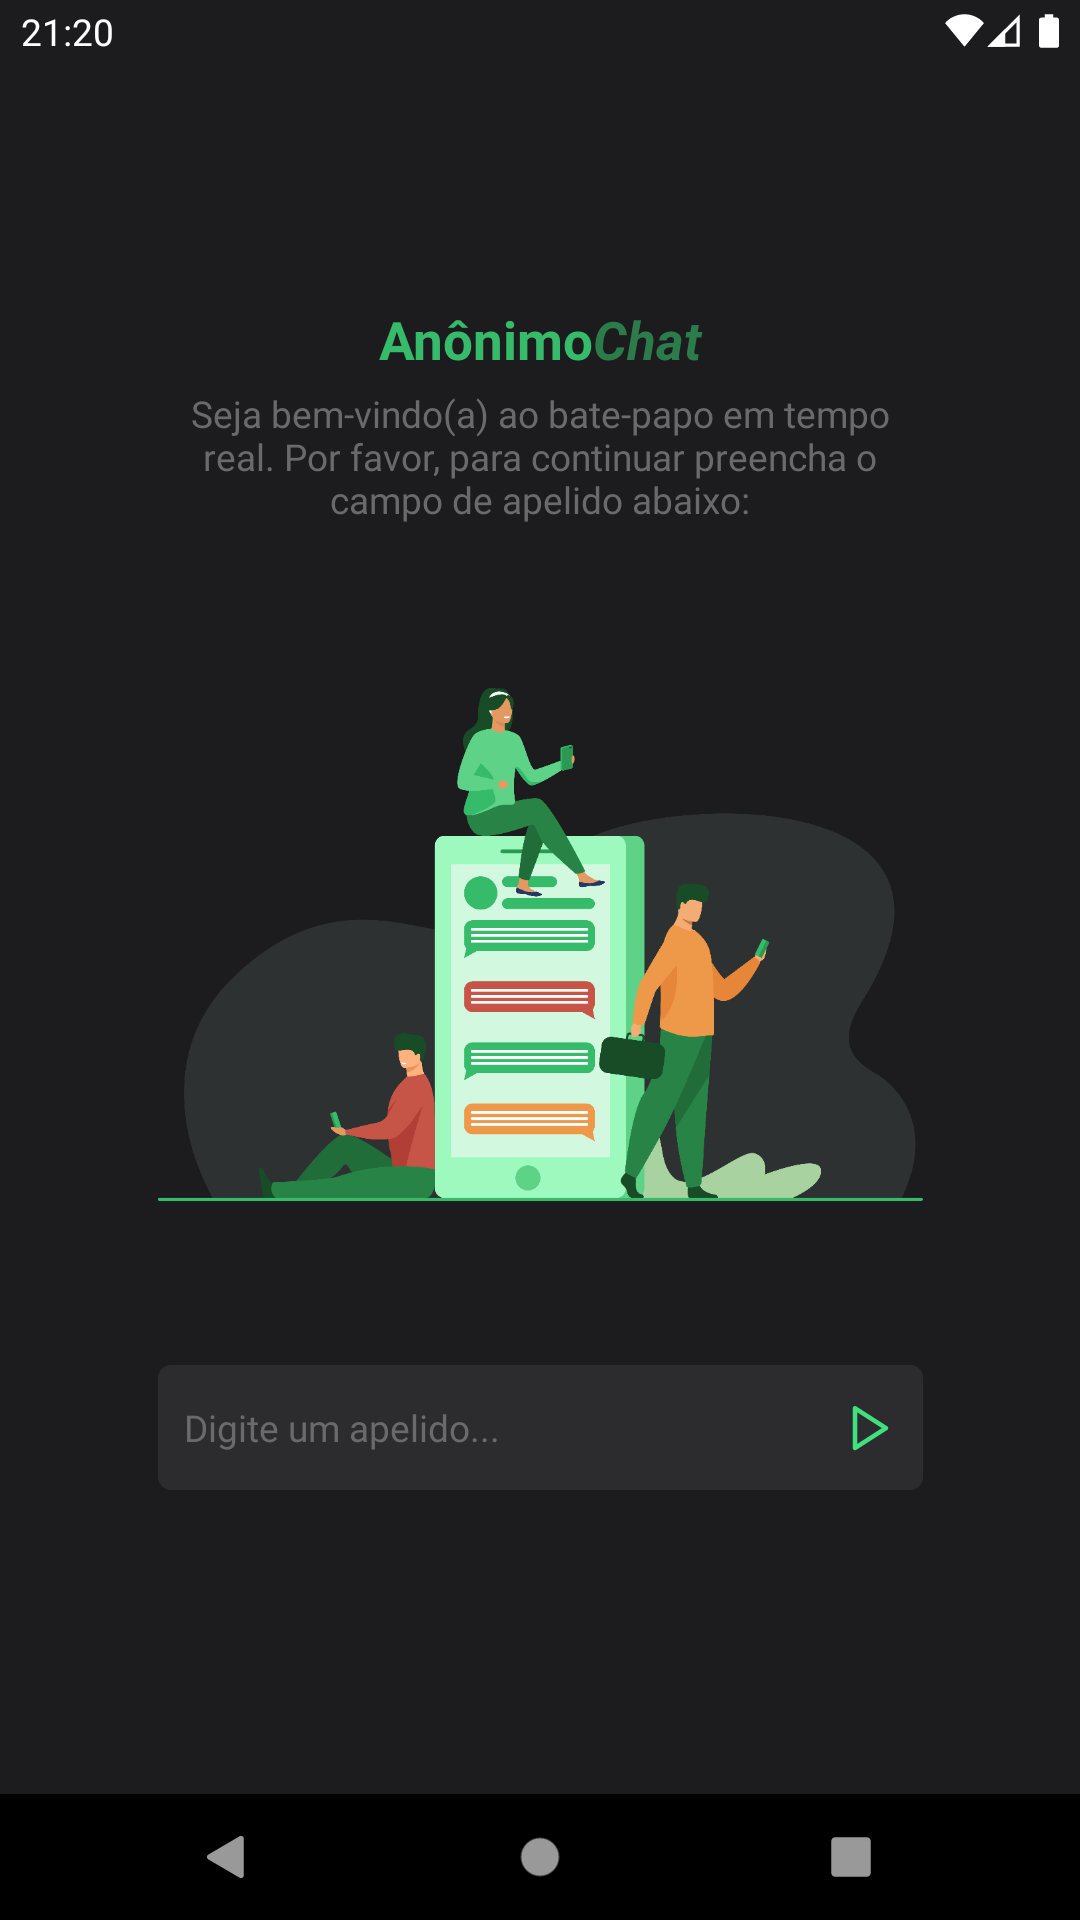 21:20
AnônimoChat
Seja bem-vindo(a) ao bate-papo em tempo
real. Por favor, para continuar preencha o
campo de apelido abaixo:
Digite um apelido...